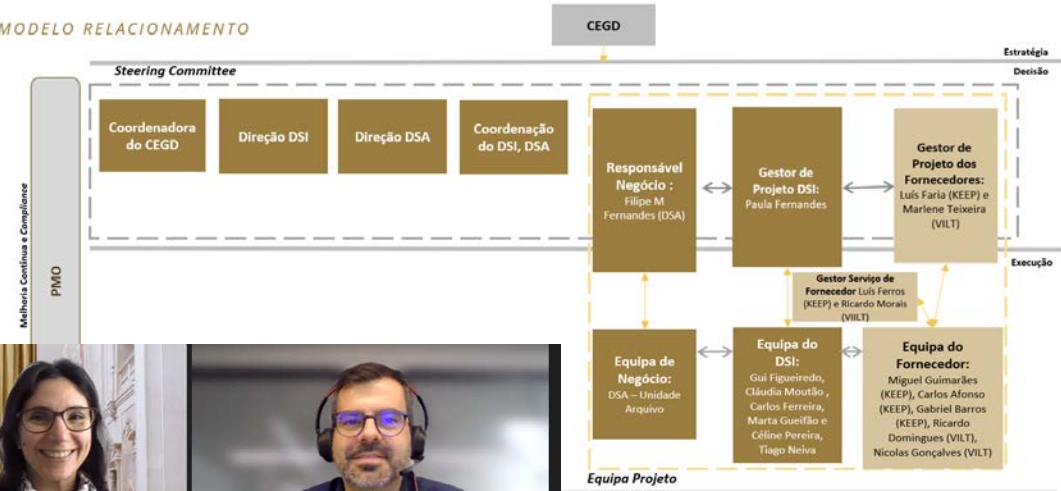 MODELO RELACIONAMENTO
CEGD
Estratégia
Steering Committee
Decisão
Coordenadora
do CEGD
Direção DSI
Direção DSA
Coordenação
do DSI, DSA
Responsável
Negócio :
Filipe M
Fernandes (DSA)
Gestor de
Projeto DSI:
Paula Fernandes
Gestor de
Projeto dos
Fornecedores:
Luís Faria (KEEP) e
Marlene Teixeira
(VILT)
Melhoria Contínua e Compliance
PMO
Execução
Gestor Serviço de
Fornecedor Luís Ferros
(KEEP) e Ricardo Morais
(VIILT)
Equipa de
Negócio:
DSA – Unidade
Arquivo
Equipa do
DSI:
Gui Figueiredo,
Cláudia Moutão ,
Carlos Ferreira,
Marta Gueifão e
Céline Pereira,
Tiago Neiva
Equipa do
Fornecedor:
Miguel Guimarães
(KEEP), Carlos Afonso
(KEEP), Gabriel Barros
(KEEP), Ricardo
Domingues (VILT),
Nicolas Gonçalves (VILT)
Equipa Projeto